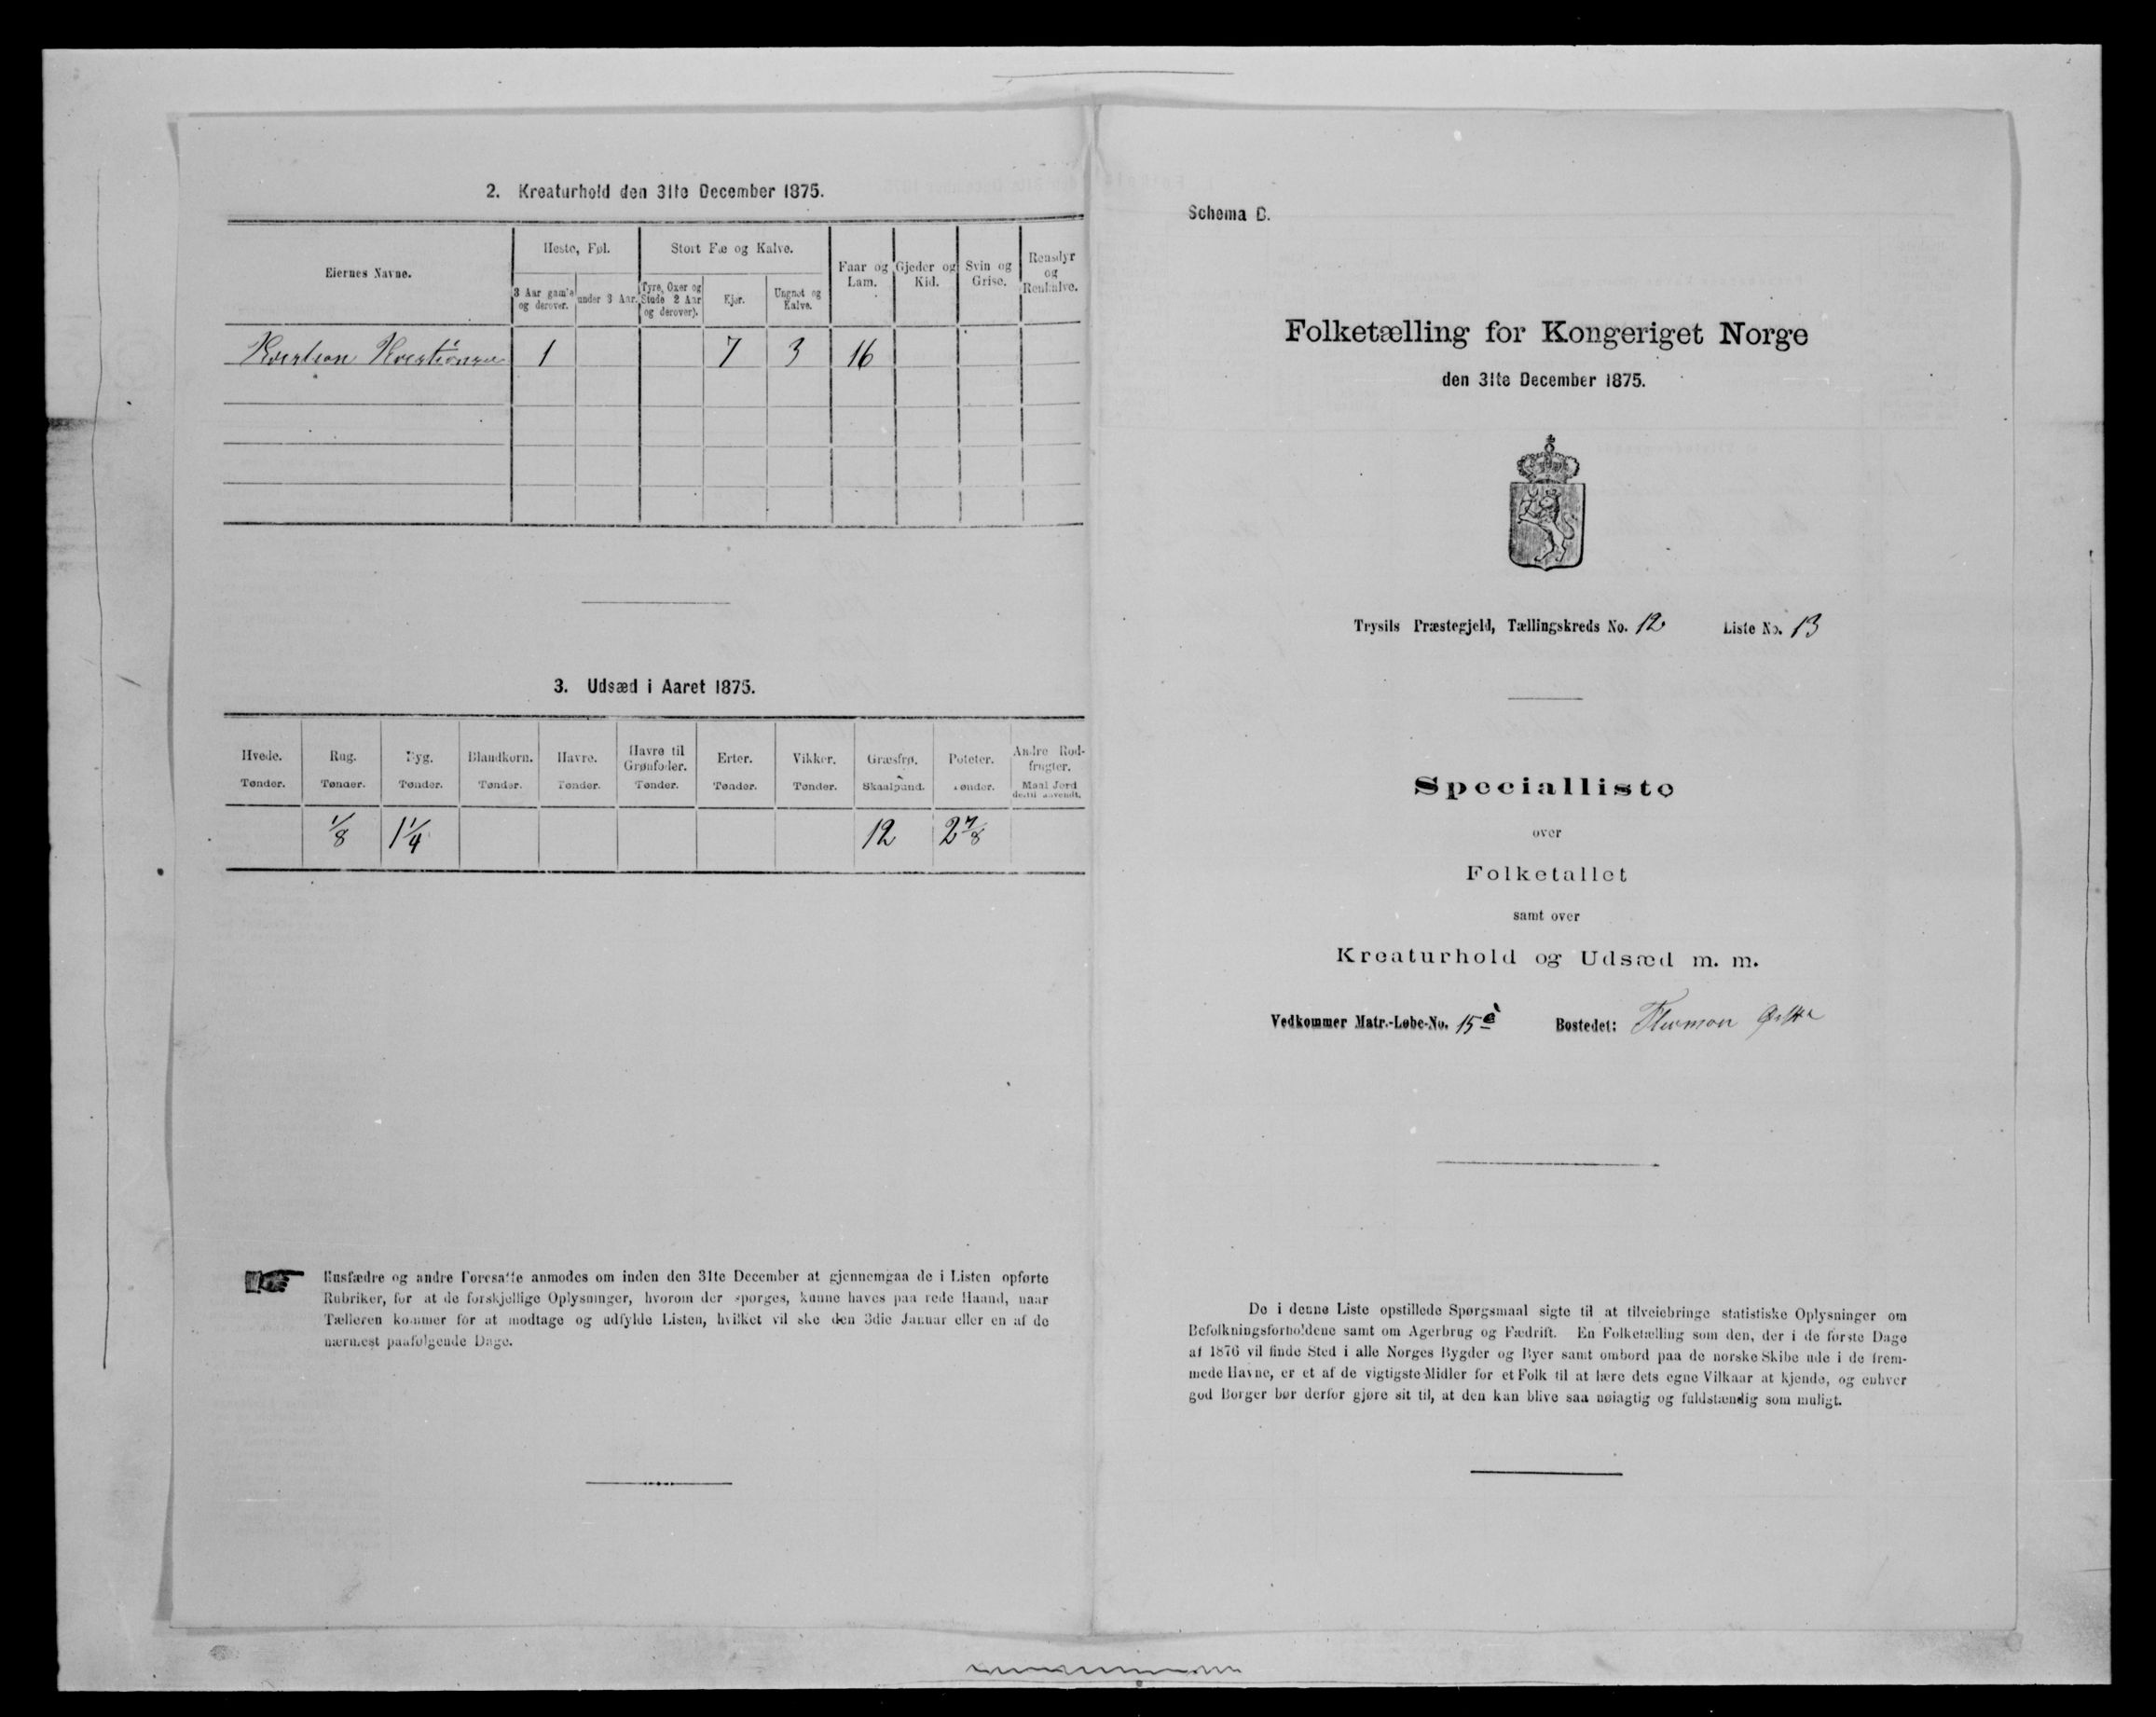 2. Kreaturhold den 31te December 1875.
Eiernes Navne.
Heste, Føl.
Stort Fæ og Kalve.
Faar og Lam.
Gjeder og Kid.
Svin og Grise.
Rensdyr og Renkalve.
3 Aar gamle og derover.
under 3 Aar.
Tyre, Oxer og Stude 2 Aar og derover).
Kjør.
Ungnøt og Kalve.
1 7 3 16
3. Udsæd i Aaret 1875.
Hvede. Rug. Byg. Blandkorn. Havre. Havre til Grønfoder. Erter. Vikker. Græsfrø. Poteter. Andre Rodfrugter.
Tønder. Tønder. Tønder. Tønder. Tønder. Tønder. Tønder. Tønder. Skaalpund. Tønder. Maal Jord dertil anvendt.
1/8 1 1/4 12 2 7/8
Husfædre og andre Foresatte anmodes om inden den 31te December at gjennemgaa de i Listen opførte
Rubriker, for at de forskjellige Oplysninger, hvorom der spørges, kunne haves paa rede Haand, naar
Tælleren kommer for at modtage og udfylde Listen, hvilket vil ske den 3die Januar eller en af de
nærmest paafølgende Dage.
Schema B.
Folketælling for Kongeriget Norge
den 31te December 1875.
Trysils Præstegjeld, Tællingskreds No. 12 Liste No. 13
Specialliste
over
Folketallet
samt over
Kreaturhold og Udsæd m. m.
Vedkommer Matr.-Løbe-No. 15 Bostedet:
De i denne Liste opstillede Spørgsmaal sigte til at tilveiebringe statistiske Oplysninger om
Befolkningsforholdene samt om Agerbrug og Fædrift. En Folketælling som den, der i de første Dage
af 1876 vil finde Sted i alle Norges Bygder og Byer samt ombord paa de norske Skibe ude i de frem-
mede Havne, er et af de vigtigste Midler for et Folk til at lære dets egne Vilkaar at kjende, og enhver
god Borger bør derfor gjøre sit til, at den kan blive saa nøiagtig og fuldstændig som muligt.